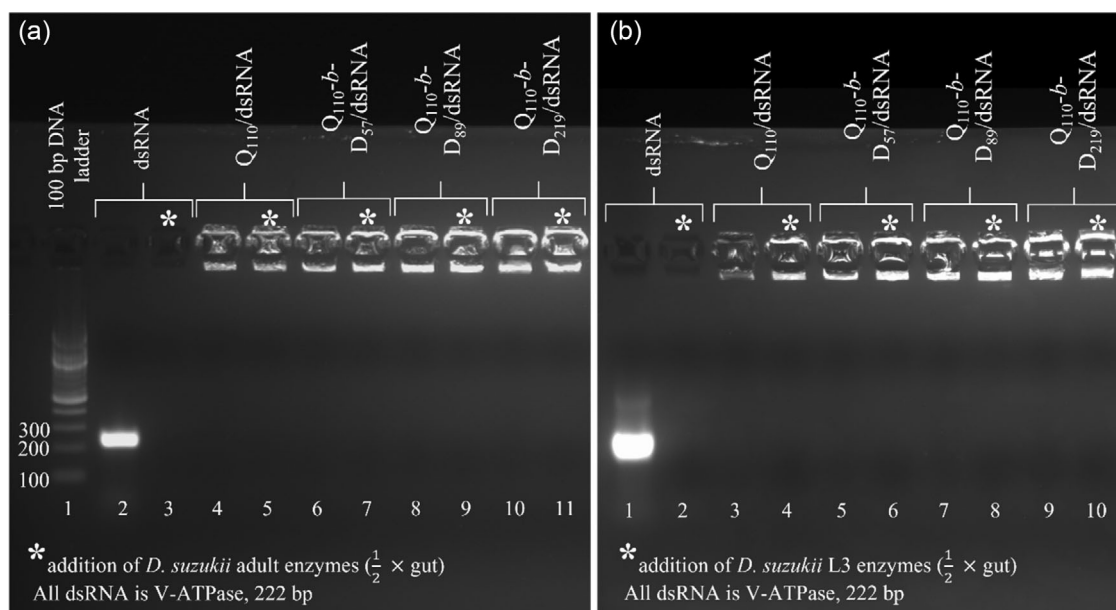 (a)
100 bp DNA
ladder
dsRNA
Q₁₁₀/dsRNA
Q₁₁₀-b-
D₅₇/dsRNA
Q₁₁₀-b-
D₈₉/dsRNA
Q₁₁₀-b-
D₂₁₉/dsRNA
* * * * *
300
200
100
1 2 3 4 5 6 7 8 9 10 11
* addition of D. suzukii adult enzymes (1/2 × gut)
All dsRNA is V-ATPase, 222 bp
(b)
dsRNA
Q₁₁₀/dsRNA
Q₁₁₀-b-
D₅₇/dsRNA
Q₁₁₀-b-
D₈₉/dsRNA
Q₁₁₀-b-
D₂₁₉/dsRNA
* * * * *
1 2 3 4 5 6 7 8 9 10
* addition of D. suzukii L3 enzymes (1/2 × gut)
All dsRNA is V-ATPase, 222 bp